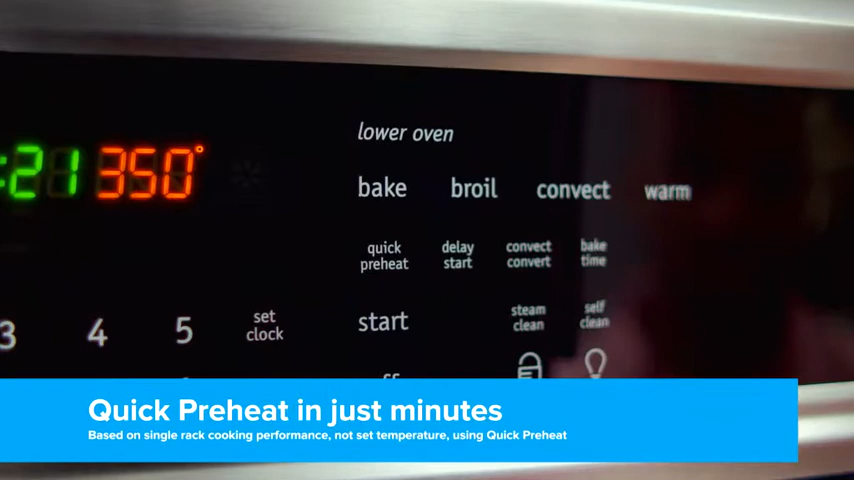 lower oven
:21 350°
bake broil convect warm
quick preheat
delay start
convect convert
bake time
3 4 5
set clock
start
steam clean
self clean
Quick Preheat in just minutes
Based on single rack cooking performance, not set temperature, using Quick Preheat